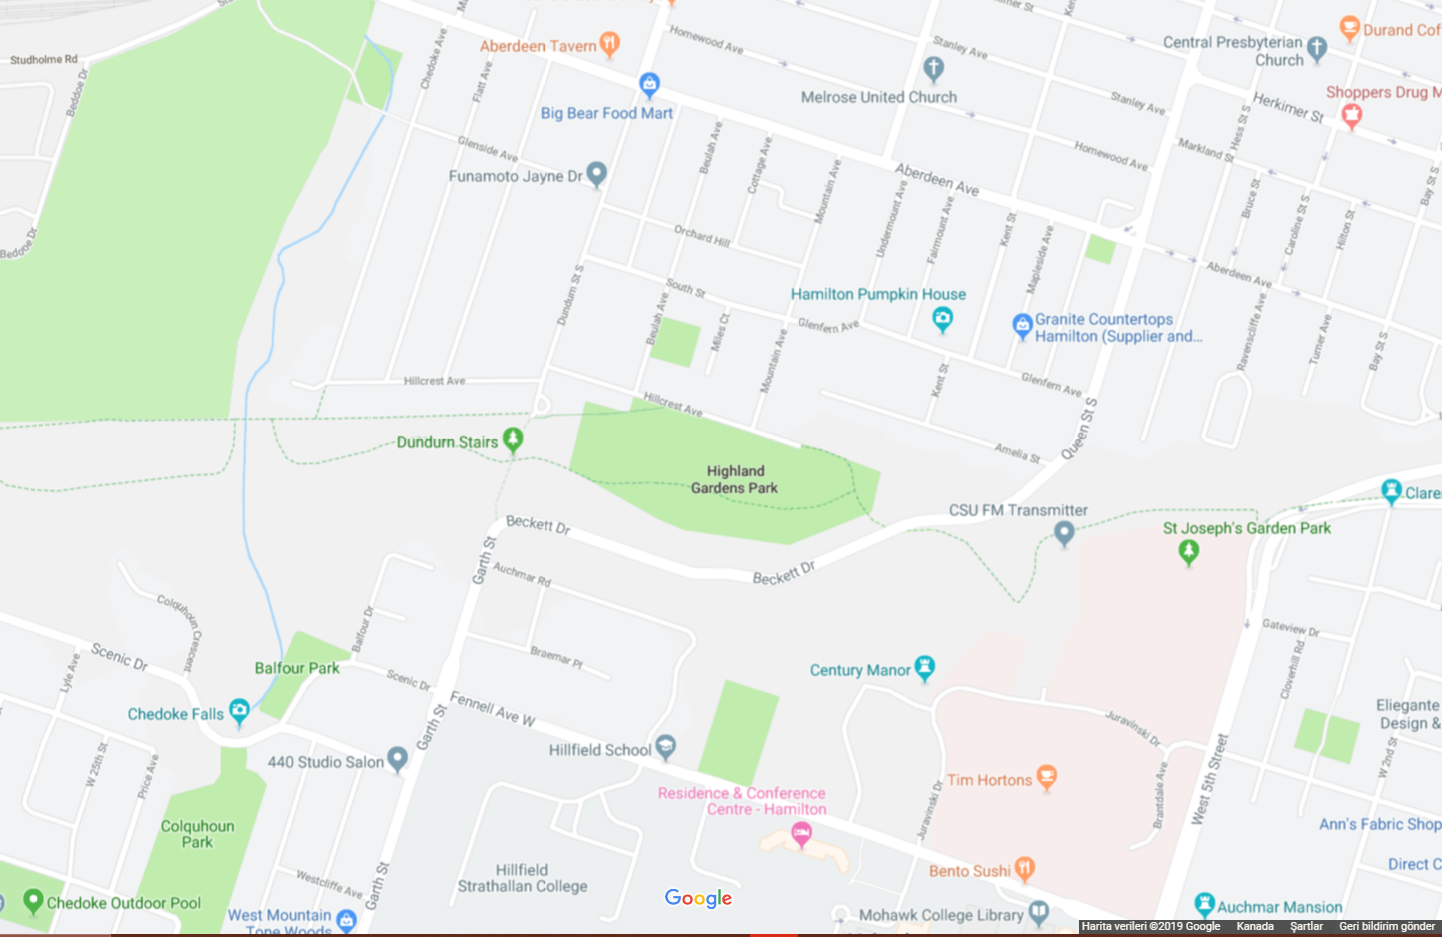 Studholme Rd
Beddoe Dr
Beddoe Dr
Chedoke Ave
Flatt Ave
Aberdeen Tavern
Big Bear Food Mart
Homewood Ave
Melrose United Church
Stanley Ave
Stanley Ave
Homewood Ave
Central Presbyterian
Church
Durand Cof
Herkimer St
Shoppers Drug M
Markland St
Hess St S
Bay St S
Glenside Ave
Funamoto Jayne Dr
Beulah Ave
Cottage Ave
Mountain Ave
Aberdeen Ave
Undermount Ave
Fairmount Ave
Kent St
Mapleside Ave
Bruce St
Caroline St S
Hilton St
Orchard Hill
South St
Dundurn St S
Beulah Ave
Miles Ct
Mountain Ave
Hamilton Pumpkin House
Glenfern Ave
Granite Countertops
Hamilton (Supplier and...
Aberdeen Ave
Ravenscliffe Ave
Turner Ave
Bay St S
Kent St
Glenfern Ave
Hillcrest Ave
Hillcrest Ave
Queen St S
Amelia St
Dundurn Stairs
Highland
Gardens Park
CSU FM Transmitter
Clare
St Joseph's Garden Park
Beckett Dr
Garth St
Beckett Dr
Auchmar Rd
Colquhoun Crescent
Balfour Dr
Scenic Dr
Lyle Ave
Balfour Park
Braemar Pl
Scenic Dr
Century Manor
Gateview Dr
Cloverhill Rd
Chedoke Falls
Garth St
Fennell Ave W
Juravinski Dr
Eliegante
Design &
W 25th St
Price Ave
440 Studio Salon
Hillfield School
Tim Hortons
West 5th Street
W 2nd St
Residence & Conference
Centre - Hamilton
Juravinski Dr
Brantdale Ave
Colquhoun
Park
Ann's Fabric Shop
Direct C
Hillfield
Strathallan College
Westcliffe Ave
Garth St
Bento Sushi
Google
Chedoke Outdoor Pool
West Mountain
Tone Woods
Mohawk College Library
Auchmar Mansion
Harita verileri ©2019 Google Kanada Şartlar Geri bildirim gönder